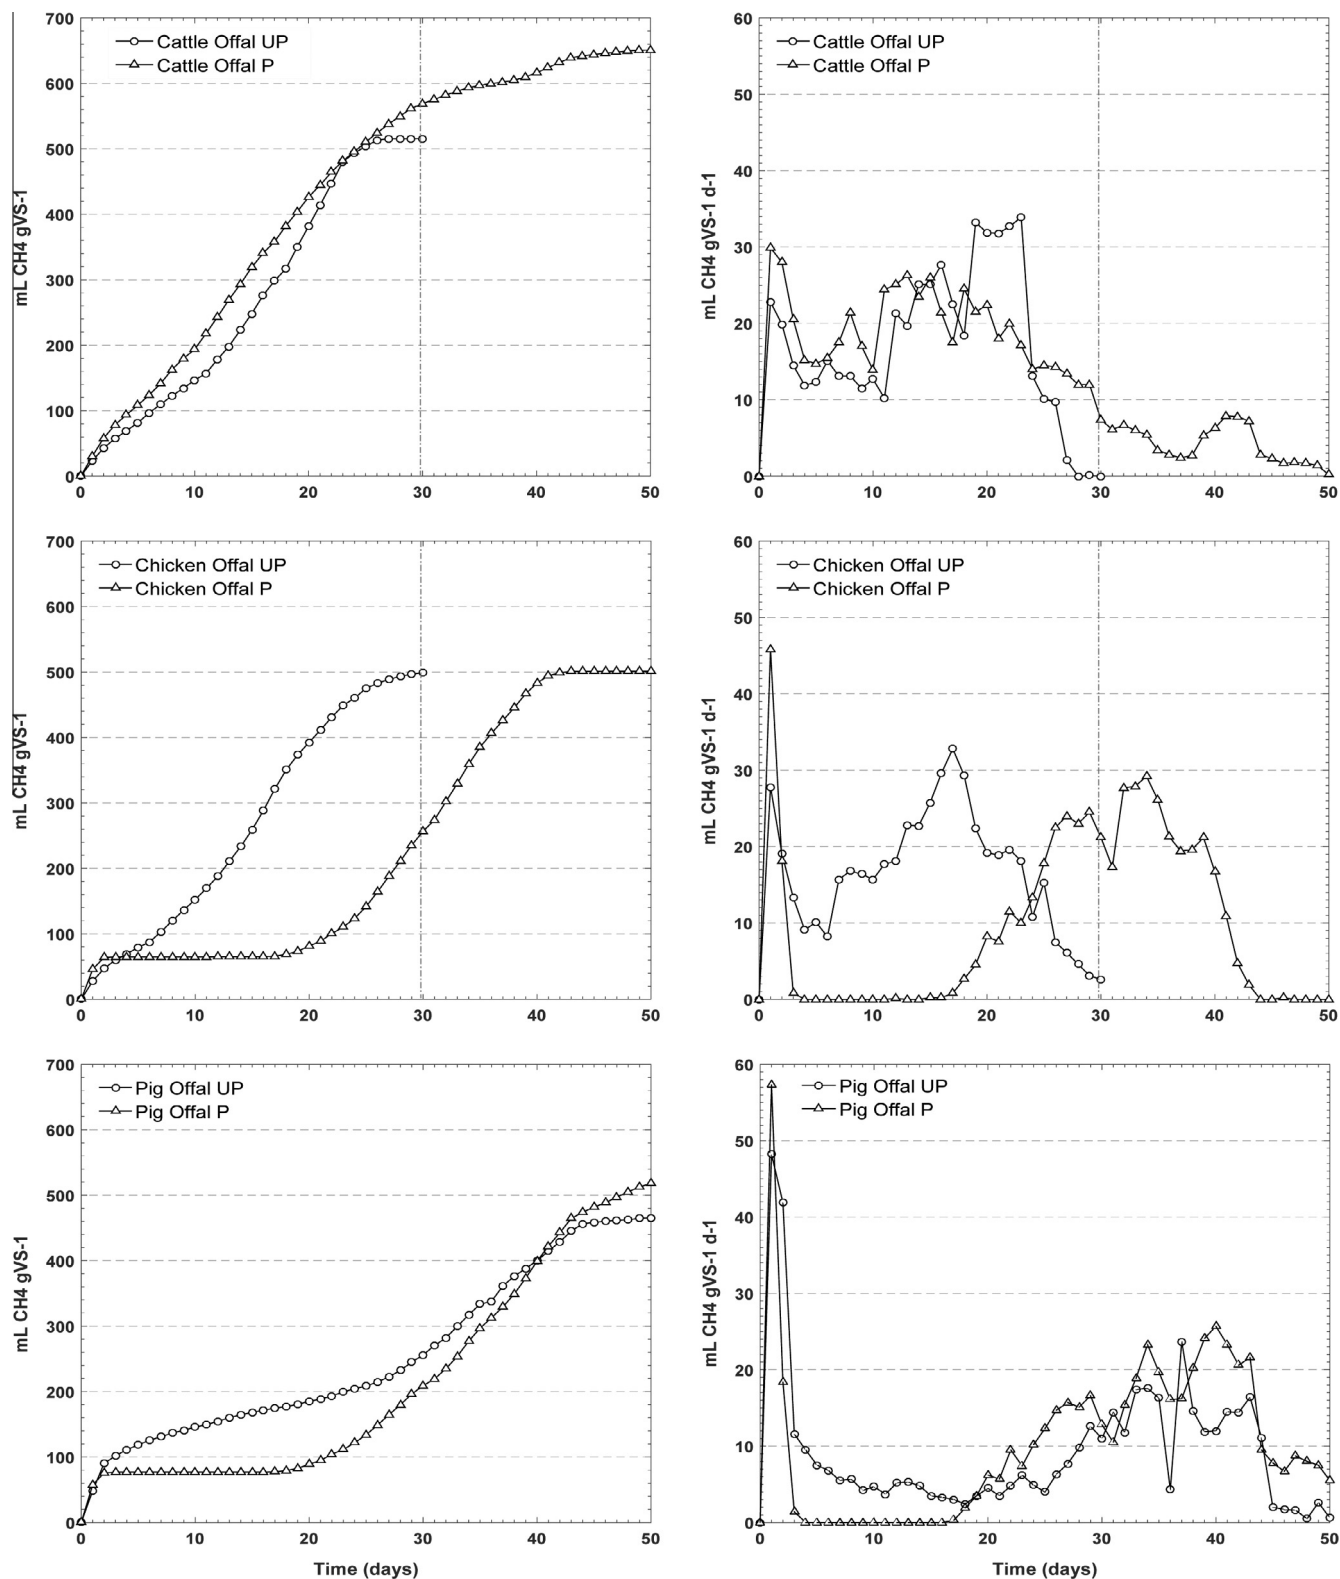 700
600
500
400
300
200
100
0
mL CH4 gVS-1
Cattle Offal UP
Cattle Offal P
0 10 20 30 40 50
60
50
40
30
20
10
0
mL CH4 gVS-1 d-1
Cattle Offal UP
Cattle Offal P
0 10 20 30 40 50
700
600
500
400
300
200
100
0
mL CH4 gVS-1
Chicken Offal UP
Chicken Offal P
0 10 20 30 40 50
60
50
40
30
20
10
0
mL CH4 gVS-1 d-1
Chicken Offal UP
Chicken Offal P
0 10 20 30 40 50
700
600
500
400
300
200
100
0
mL CH4 gVS-1
Pig Offal UP
Pig Offal P
0 10 20 30 40 50
Time (days)
60
50
40
30
20
10
0
mL CH4 gVS-1 d-1
Pig Offal UP
Pig Offal P
0 10 20 30 40 50
Time (days)